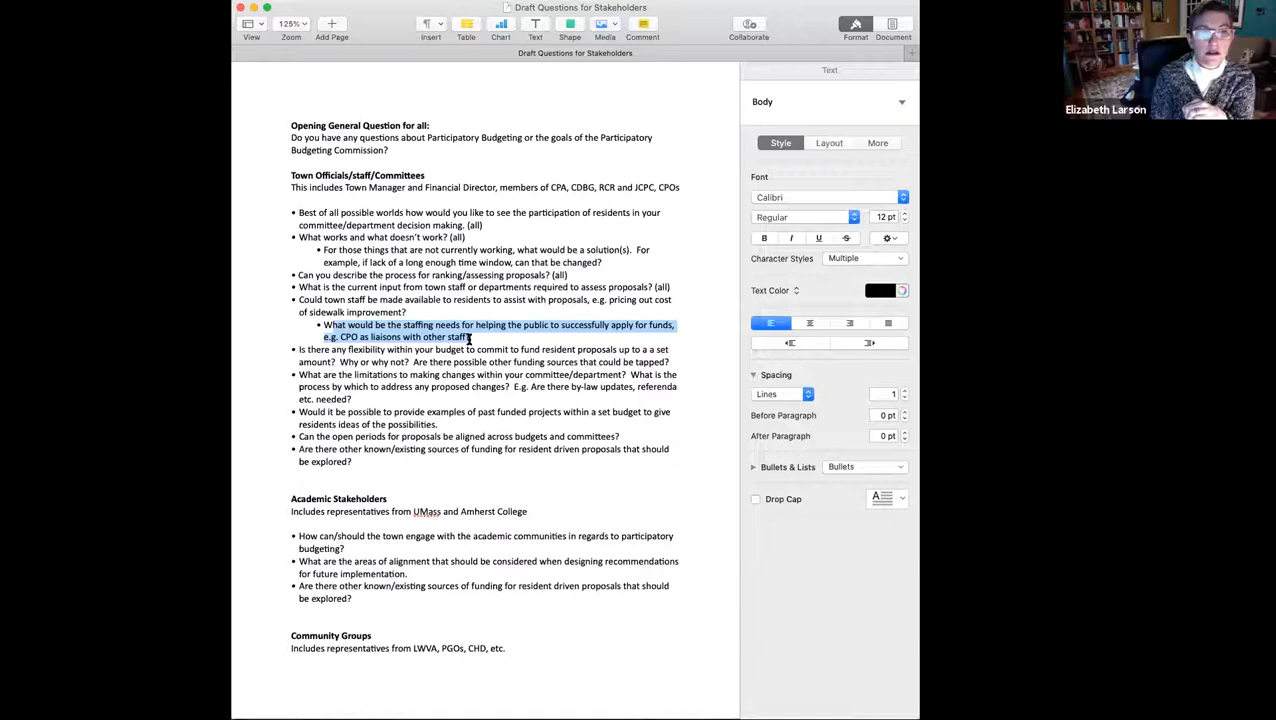 Draft Questions for Stakeholders
125%
View
Zoom
Add Page
Insert
Table
Chart
Text
Shape
Media
Comment
Collaborate
Format
Document
Draft Questions for Stakeholders
Opening General Question for all:
Do you have any questions about Participatory Budgeting or the goals of the Participatory
Budgeting Commission?
Town Officials/staff/Committees
This includes Town Manager and Financial Director, members of CPA, CDBG, RCR and JCPC, CPOs
• Best of all possible worlds how would you like to see the participation of residents in your
committee/department decision making. (all)
• What works and what doesn't work? (all)
• For those things that are not currently working, what would be a solution(s). For
example, if lack of a long enough time window, can that be changed?
• Can you describe the process for ranking/assessing proposals? (all)
• What is the current input from town staff or departments required to assess proposals? (all)
• Could town staff be made available to residents to assist with proposals, e.g. pricing out cost
of sidewalk improvement?
• What would be the staffing needs for helping the public to successfully apply for funds,
e.g. CPO as liaisons with other staff
• Is there any flexibility within your budget to commit to fund resident proposals up to a a set
amount? Why or why not? Are there possible other funding sources that could be tapped?
• What are the limitations to making changes within your committee/department? What is the
process by which to address any proposed changes? E.g. Are there by-law updates, referenda
etc. needed?
• Would it be possible to provide examples of past funded projects within a set budget to give
residents ideas of the possibilities.
• Can the open periods for proposals be aligned across budgets and committees?
• Are there other known/existing sources of funding for resident driven proposals that should
be explored?
Academic Stakeholders
Includes representatives from UMass and Amherst College
• How can/should the town engage with the academic communities in regards to participatory
budgeting?
• What are the areas of alignment that should be considered when designing recommendations
for future implementation.
• Are there other known/existing sources of funding for resident driven proposals that should
be explored?
Community Groups
Includes representatives from LWVA, PGOs, CHD, etc.
Text
Body
Style
Layout
More
Font
Calibri
Regular
12 pt
B
I
U
S
Character Styles
Multiple
Text Color
Spacing
Lines
1
Before Paragraph
0 pt
After Paragraph
0 pt
Bullets & Lists
Bullets
Drop Cap
A
Elizabeth Larson